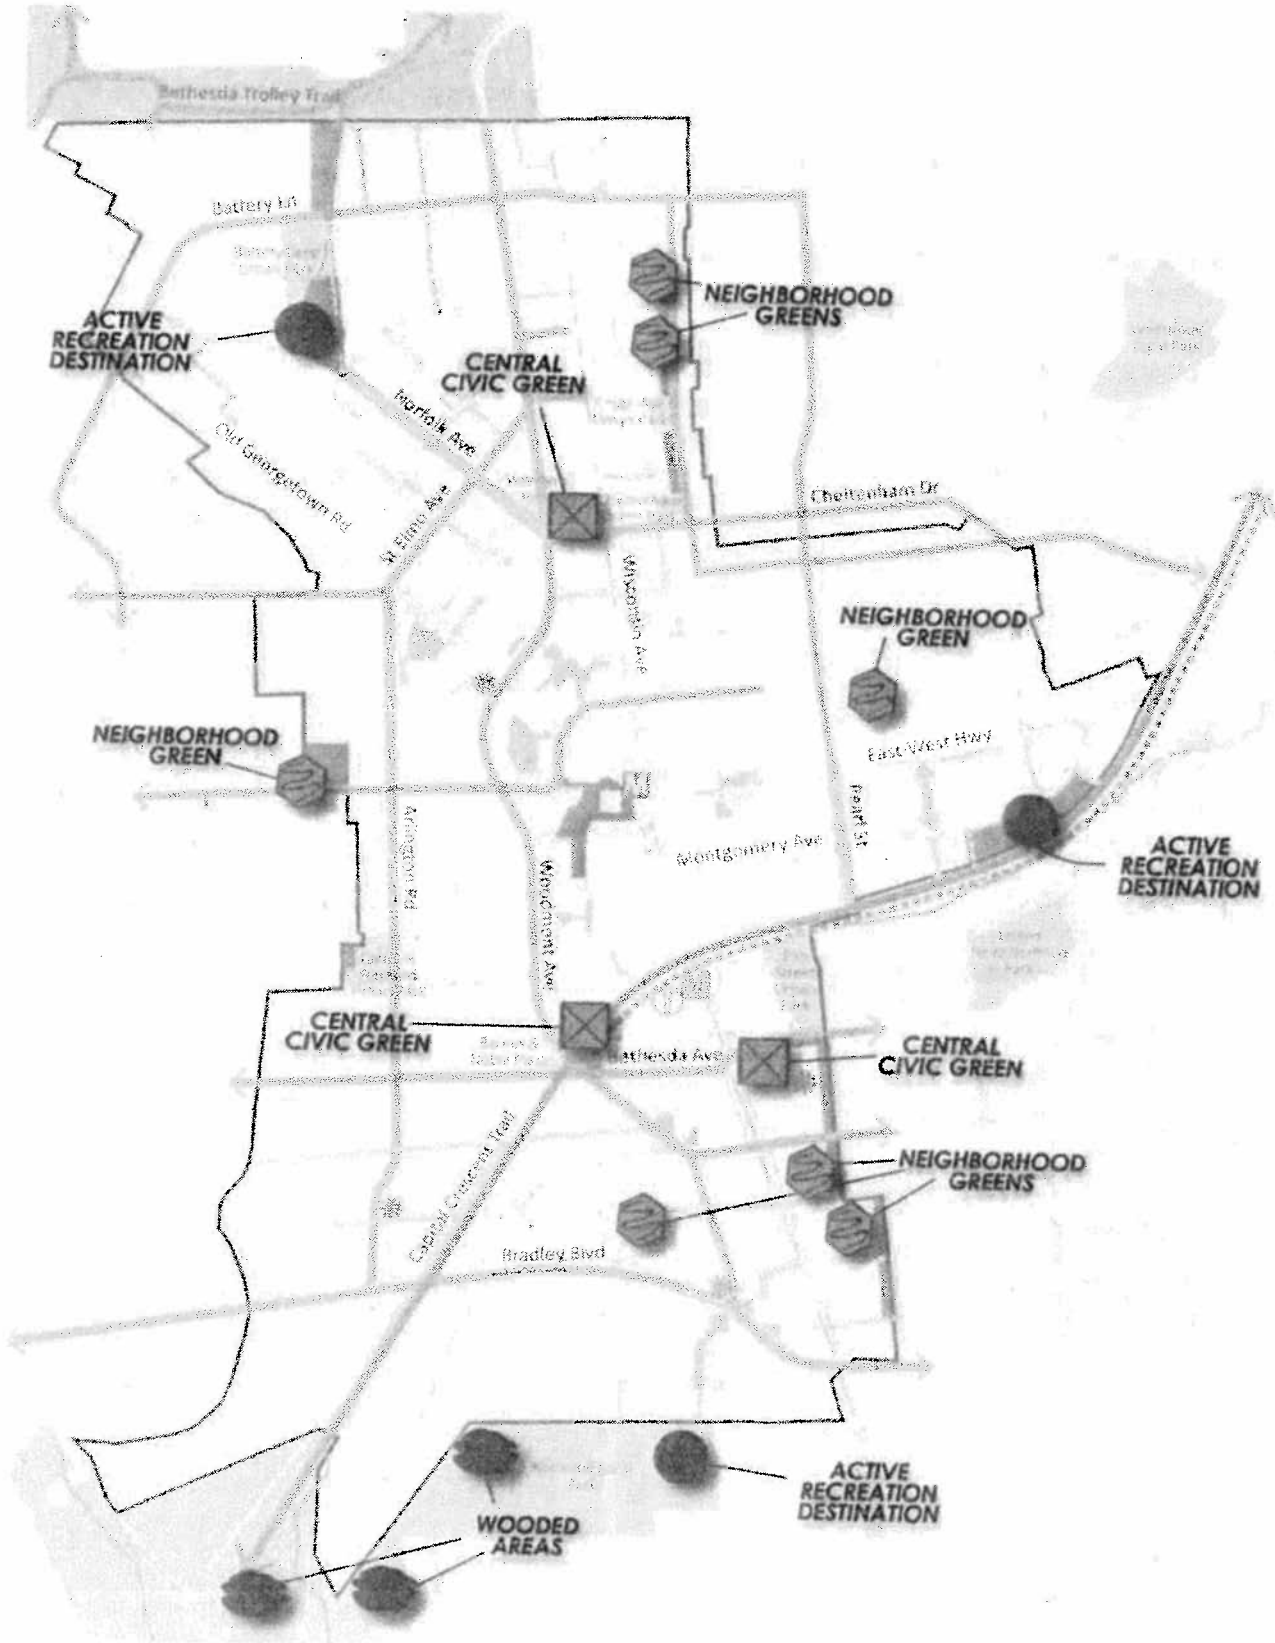 Bethesda Trolley Trail
Battery Ln
NEIGHBORHOOD
GREENS
ACTIVE
RECREATION
DESTINATION
CENTRAL
CIVIC GREEN
Norfolk Ave
Old Georgetown Rd
St Elmo Ave
Cheltenham Dr
Wisconsin Ave
NEIGHBORHOOD
GREEN
NEIGHBORHOOD
GREEN
East West Hwy
Pearl St
Arlington Rd
Montgomery Ave
ACTIVE
RECREATION
DESTINATION
Woodmont Ave
CENTRAL
CIVIC GREEN
Bethesda Ave
CENTRAL
CIVIC GREEN
Capital Crescent Trail
NEIGHBORHOOD
GREENS
Bradley Blvd
ACTIVE
RECREATION
DESTINATION
WOODED
AREAS